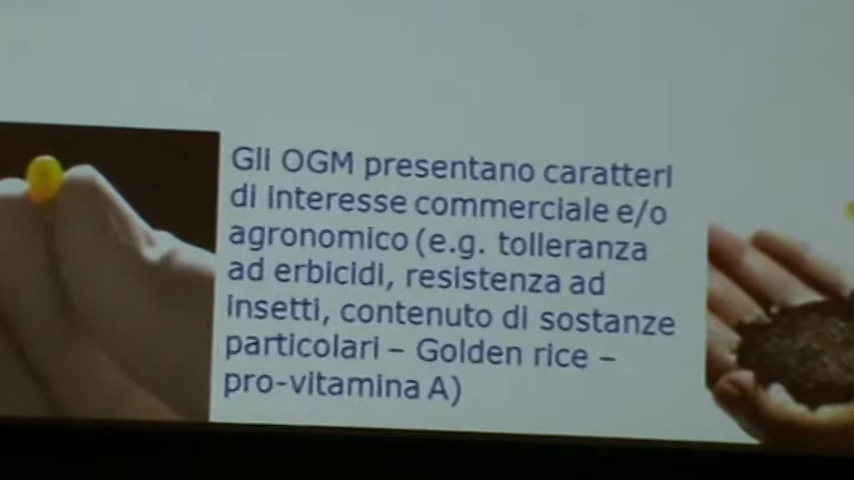 Gli OGM presentano caratteri
di interesse commerciale e/o
agronomico (e.g. tolleranza
ad erbicidi, resistenza ad
insetti, contenuto di sostanze
particolari – Golden rice –
pro-vitamina A)